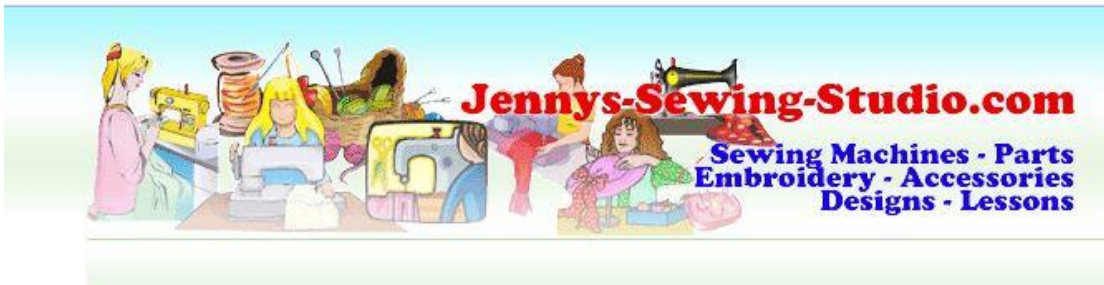 Jennys-Sewing-Studio.com
Sewing Machines - Parts
Embroidery - Accessories
Designs - Lessons